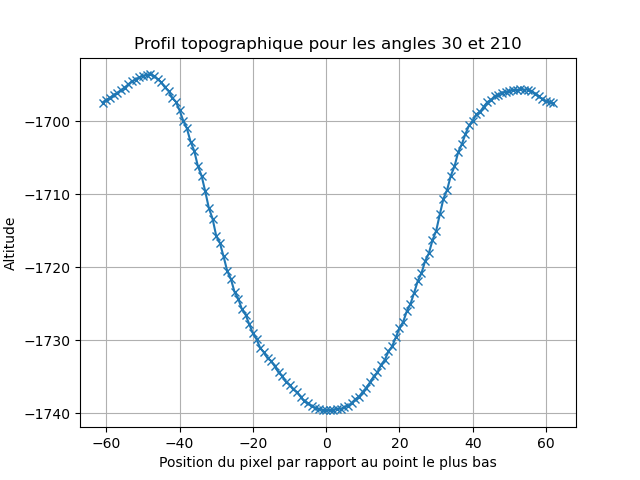 Profil topographique pour les angles 30 et 210
Altitude
−1700
−1710
−1720
−1730
−1740
−60 −40 −20 0 20 40 60
Position du pixel par rapport au point le plus bas